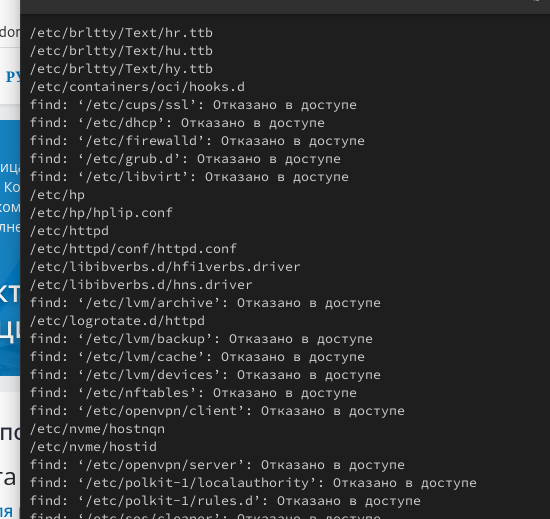 /etc/brltty/Text/hr.ttb
/etc/brltty/Text/hu.ttb
/etc/brltty/Text/hy.ttb
/etc/containers/oci/hooks.d
find: ‘/etc/cups/ssl’: Отказано в доступе
find: ‘/etc/dhcp’: Отказано в доступе
find: ‘/etc/firewalld’: Отказано в доступе
find: ‘/etc/grub.d’: Отказано в доступе
find: ‘/etc/libvirt’: Отказано в доступе
/etc/hp
/etc/hp/hplip.conf
/etc/httpd
/etc/httpd/conf/httpd.conf
/etc/libibverbs.d/hfi1verbs.driver
/etc/libibverbs.d/hns.driver
find: ‘/etc/lvm/archive’: Отказано в доступе
/etc/logrotate.d/httpd
find: ‘/etc/lvm/backup’: Отказано в доступе
find: ‘/etc/lvm/cache’: Отказано в доступе
find: ‘/etc/lvm/devices’: Отказано в доступе
find: ‘/etc/nftables’: Отказано в доступе
find: ‘/etc/openvpn/client’: Отказано в доступе
/etc/nvme/hostnqn
/etc/nvme/hostid
find: ‘/etc/openvpn/server’: Отказано в доступе
find: ‘/etc/polkit-1/localauthority’: Отказано в доступе
find: ‘/etc/polkit-1/rules.d’: Отказано в доступе
find: ‘/etc/sos/cleaner’: Отказано в доступе